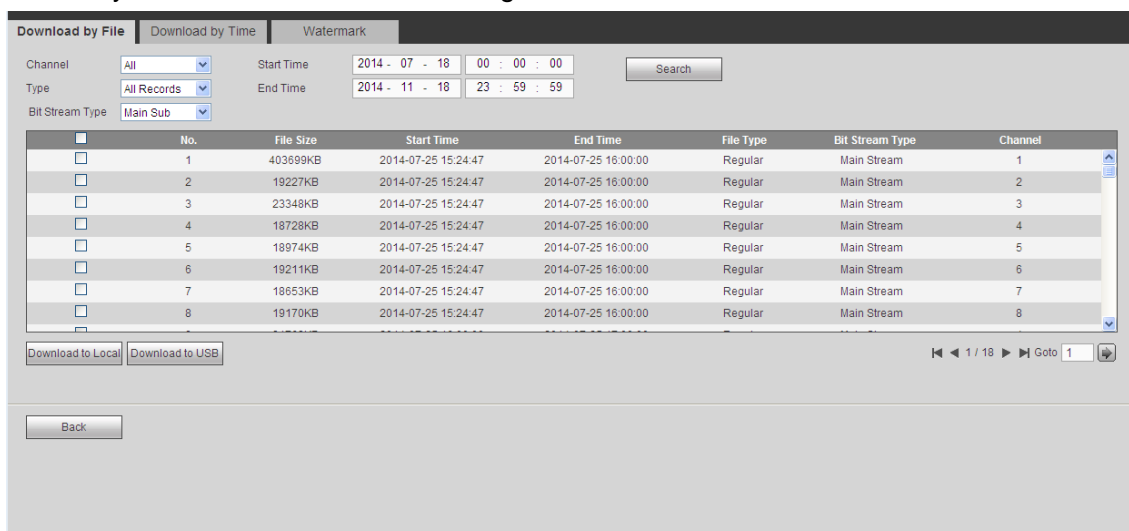 Download by File Download by Time Watermark
Channel All Start Time 2014 - 07 - 18 00 : 00 : 00 Search
Type All Records End Time 2014 - 11 - 18 23 : 59 : 59
Bit Stream Type Main Sub
No. File Size Start Time End Time File Type Bit Stream Type Channel
1 403699KB 2014-07-25 15:24:47 2014-07-25 16:00:00 Regular Main Stream 1
2 19227KB 2014-07-25 15:24:47 2014-07-25 16:00:00 Regular Main Stream 2
3 23348KB 2014-07-25 15:24:47 2014-07-25 16:00:00 Regular Main Stream 3
4 18728KB 2014-07-25 15:24:47 2014-07-25 16:00:00 Regular Main Stream 4
5 18974KB 2014-07-25 15:24:47 2014-07-25 16:00:00 Regular Main Stream 5
6 19211KB 2014-07-25 15:24:47 2014-07-25 16:00:00 Regular Main Stream 6
7 18653KB 2014-07-25 15:24:47 2014-07-25 16:00:00 Regular Main Stream 7
8 19170KB 2014-07-25 15:24:47 2014-07-25 16:00:00 Regular Main Stream 8
Download to Local Download to USB 1 / 18 Goto 1
Back